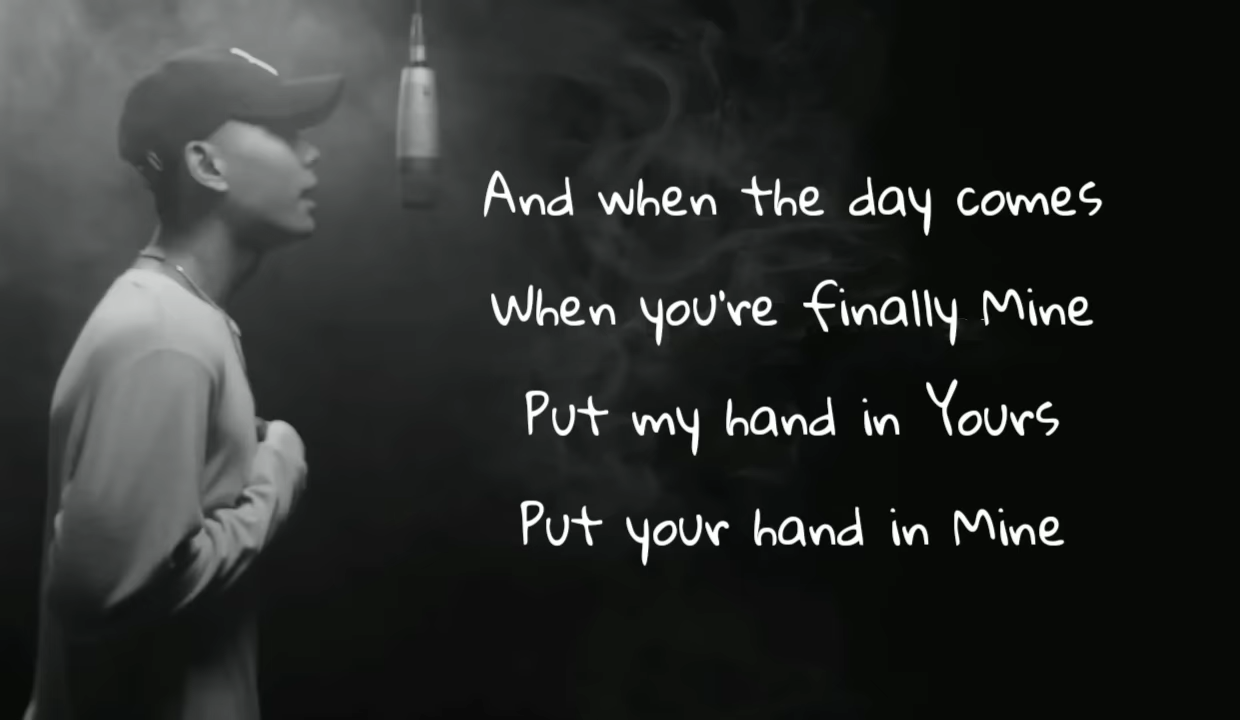 And when the day comes
When you're finally Mine
Put my hand in Yours
Put your hand in Mine